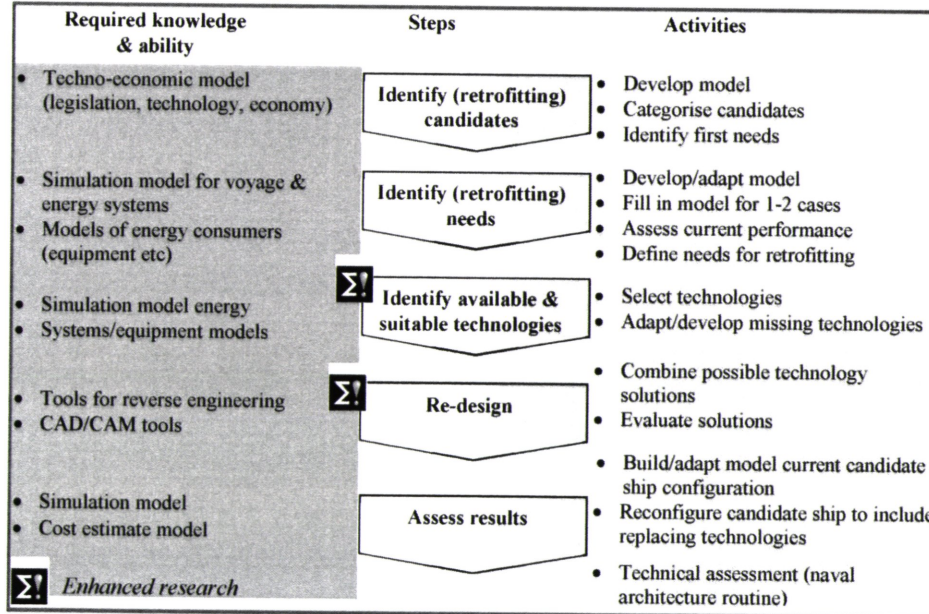 Required knowledge
& ability
Steps
Activities
• Techno-economic model
(legislation, technology, economy)
Identify (retrofitting)
candidates
• Develop model
• Categorise candidates
• Identify first needs
• Simulation model for voyage &
energy systems
• Models of energy consumers
(equipment etc)
Identify (retrofitting)
needs
• Develop/adapt model
• Fill in model for 1-2 cases
• Assess current performance
• Define needs for retrofitting
• Simulation model energy
• Systems/equipment models
Σ!
Identify available &
suitable technologies
• Select technologies
• Adapt/develop missing technologies
• Tools for reverse engineering
• CAD/CAM tools
Σ!
Re-design
• Combine possible technology
solutions
• Evaluate solutions
• Simulation model
• Cost estimate model
Assess results
• Build/adapt model current candidate
ship configuration
• Reconfigure candidate ship to include
replacing technologies
• Technical assessment (naval
architecture routine)
Σ! Enhanced research